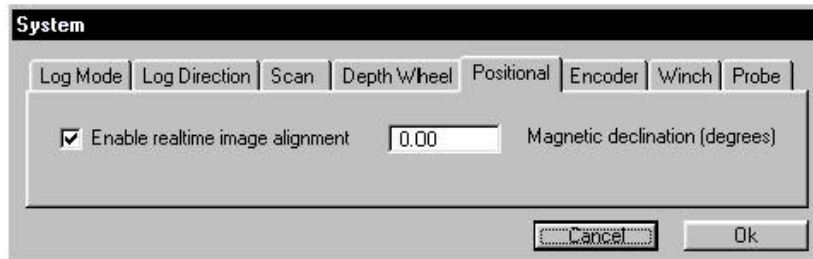 System
Log Mode Log Direction Scan Depth Wheel Positional Encoder Winch Probe
Enable realtime image alignment 0.00 Magnetic declination (degrees)
Cancel Ok